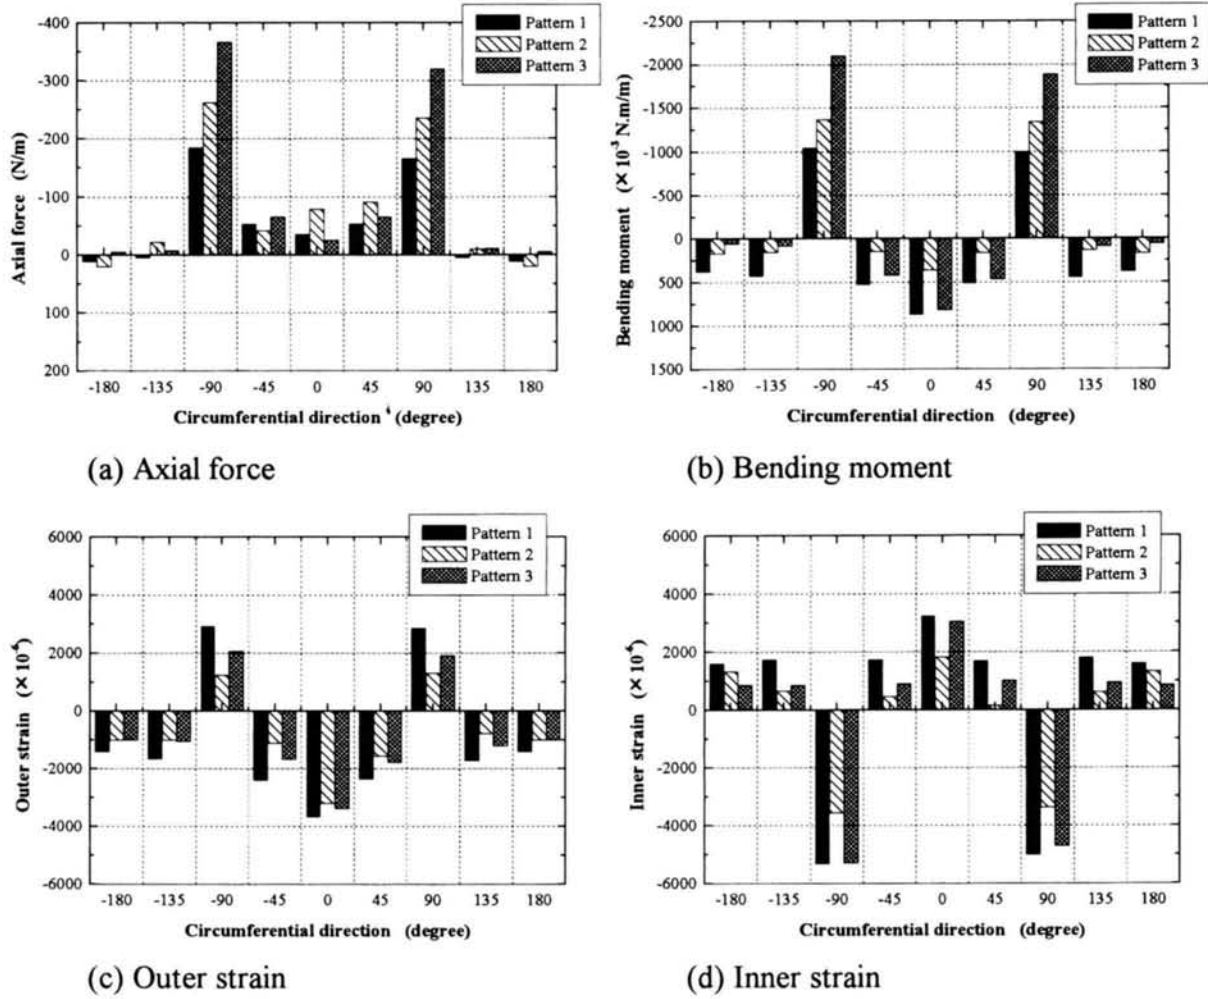 -400
-300
-200
-100
0
100
200
Axial force (N/m)
Pattern 1
Pattern 2
Pattern 3
-180 -135 -90 -45 0 45 90 135 180
Circumferential direction (degree)
(a) Axial force
-2500
-2000
-1500
-1000
-500
0
500
1000
1500
Bending moment (×10⁻³ N.m/m)
Pattern 1
Pattern 2
Pattern 3
-180 -135 -90 -45 0 45 90 135 180
Circumferential direction (degree)
(b) Bending moment
6000
4000
2000
0
-2000
-4000
-6000
Outer strain (×10⁻⁶)
Pattern 1
Pattern 2
Pattern 3
-180 -135 -90 -45 0 45 90 135 180
Circumferential direction (degree)
(c) Outer strain
6000
4000
2000
0
-2000
-4000
-6000
Inner strain (×10⁻⁶)
Pattern 1
Pattern 2
Pattern 3
-180 -135 -90 -45 0 45 90 135 180
Circumferential direction (degree)
(d) Inner strain